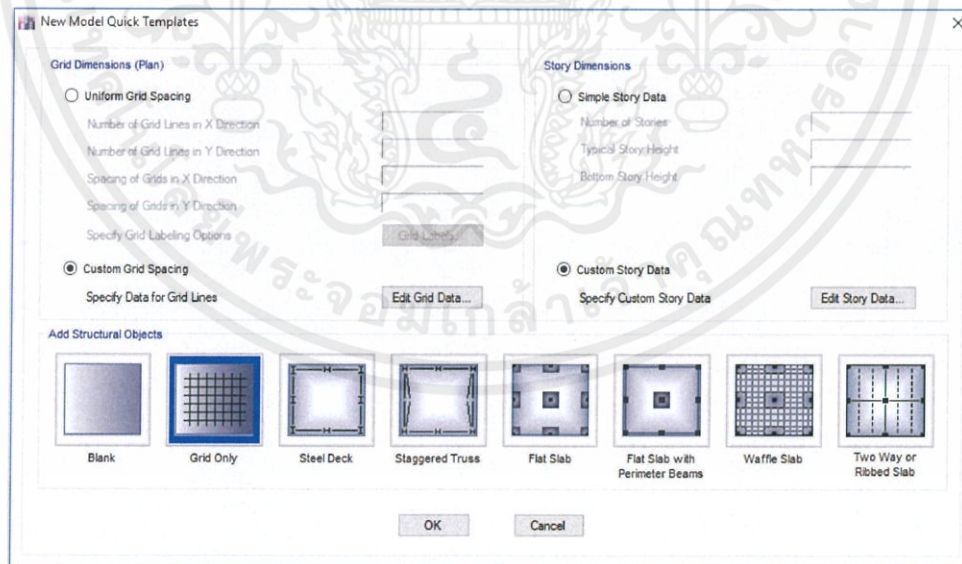 New Model Quick Templates
Grid Dimensions (Plan)
Uniform Grid Spacing
Number of Grid Lines in X Direction
Number of Grid Lines in Y Direction
Spacing of Grids in X Direction
Spacing of Grids in Y Direction
Specify Grid Labeling Options
Grid Labels...
Custom Grid Spacing
Specify Data for Grid Lines
Edit Grid Data...
Story Dimensions
Simple Story Data
Number of Stories
Typical Story Height
Bottom Story Height
Custom Story Data
Specify Custom Story Data
Edit Story Data...
Add Structural Objects
Blank
Grid Only
Steel Deck
Staggered Truss
Flat Slab
Flat Slab with
Perimeter Beams
Waffle Slab
Two Way or
Ribbed Slab
OK
Cancel